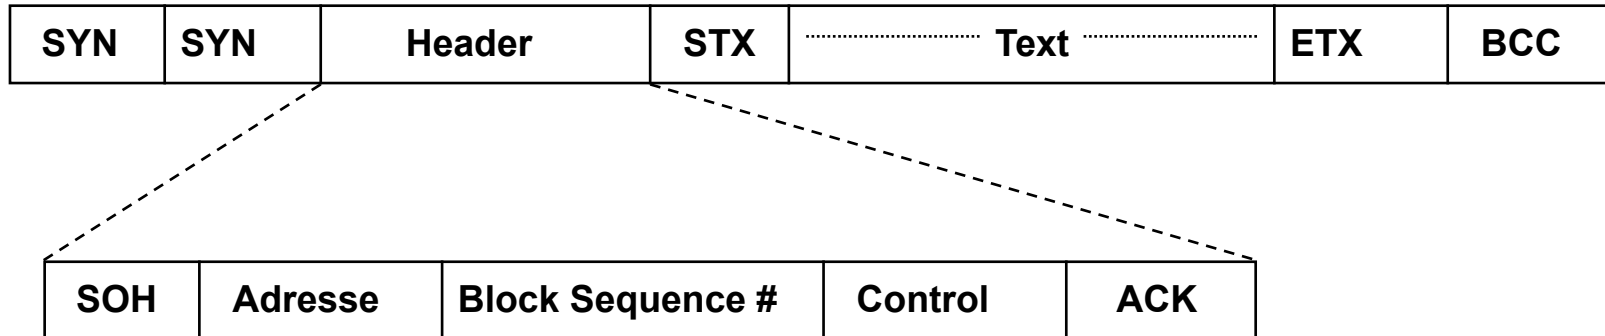 SYN SYN Header STX Text ETX BCC
SOH Adresse Block Sequence # Control ACK